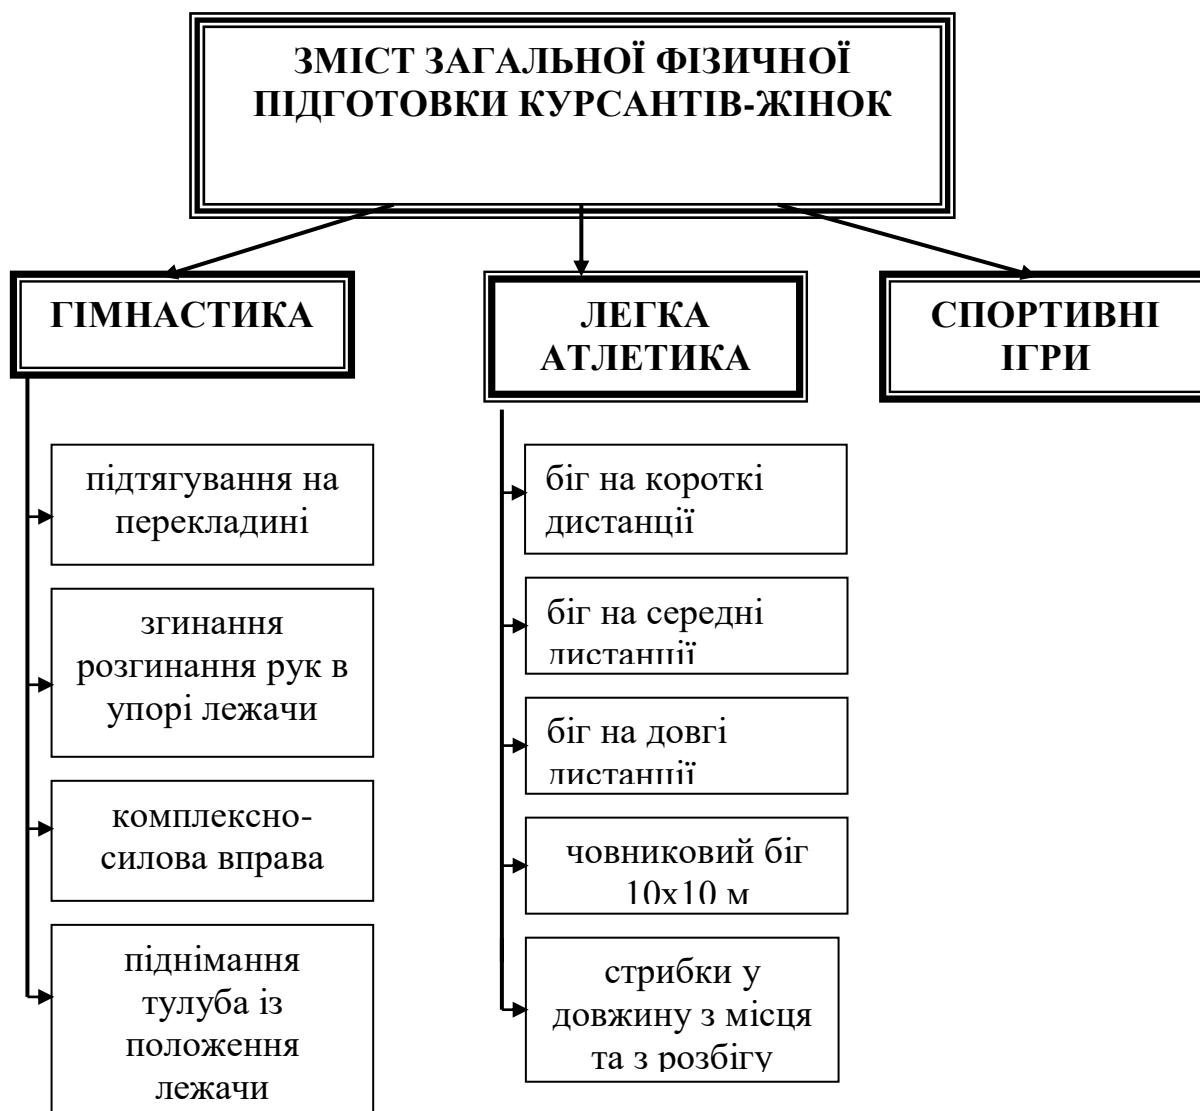 ЗМІСТ ЗАГАЛЬНОЇ ФІЗИЧНОЇ
ПІДГОТОВКИ КУРСАНТІВ-ЖІНОК
ГІМНАСТИКА
підтягування на
перекладині
згинання
розгинання рук в
упорі лежачи
комплексно-
силова вправа
піднімання
тулуба із
положення
лежачи
ЛЕГКА
АТЛЕТИКА
біг на короткі
дистанції
біг на середні
дистанції
біг на довгі
дистанції
човниковий біг
10х10 м
стрибки у
довжину з місця
та з розбігу
СПОРТИВНІ
ІГРИ